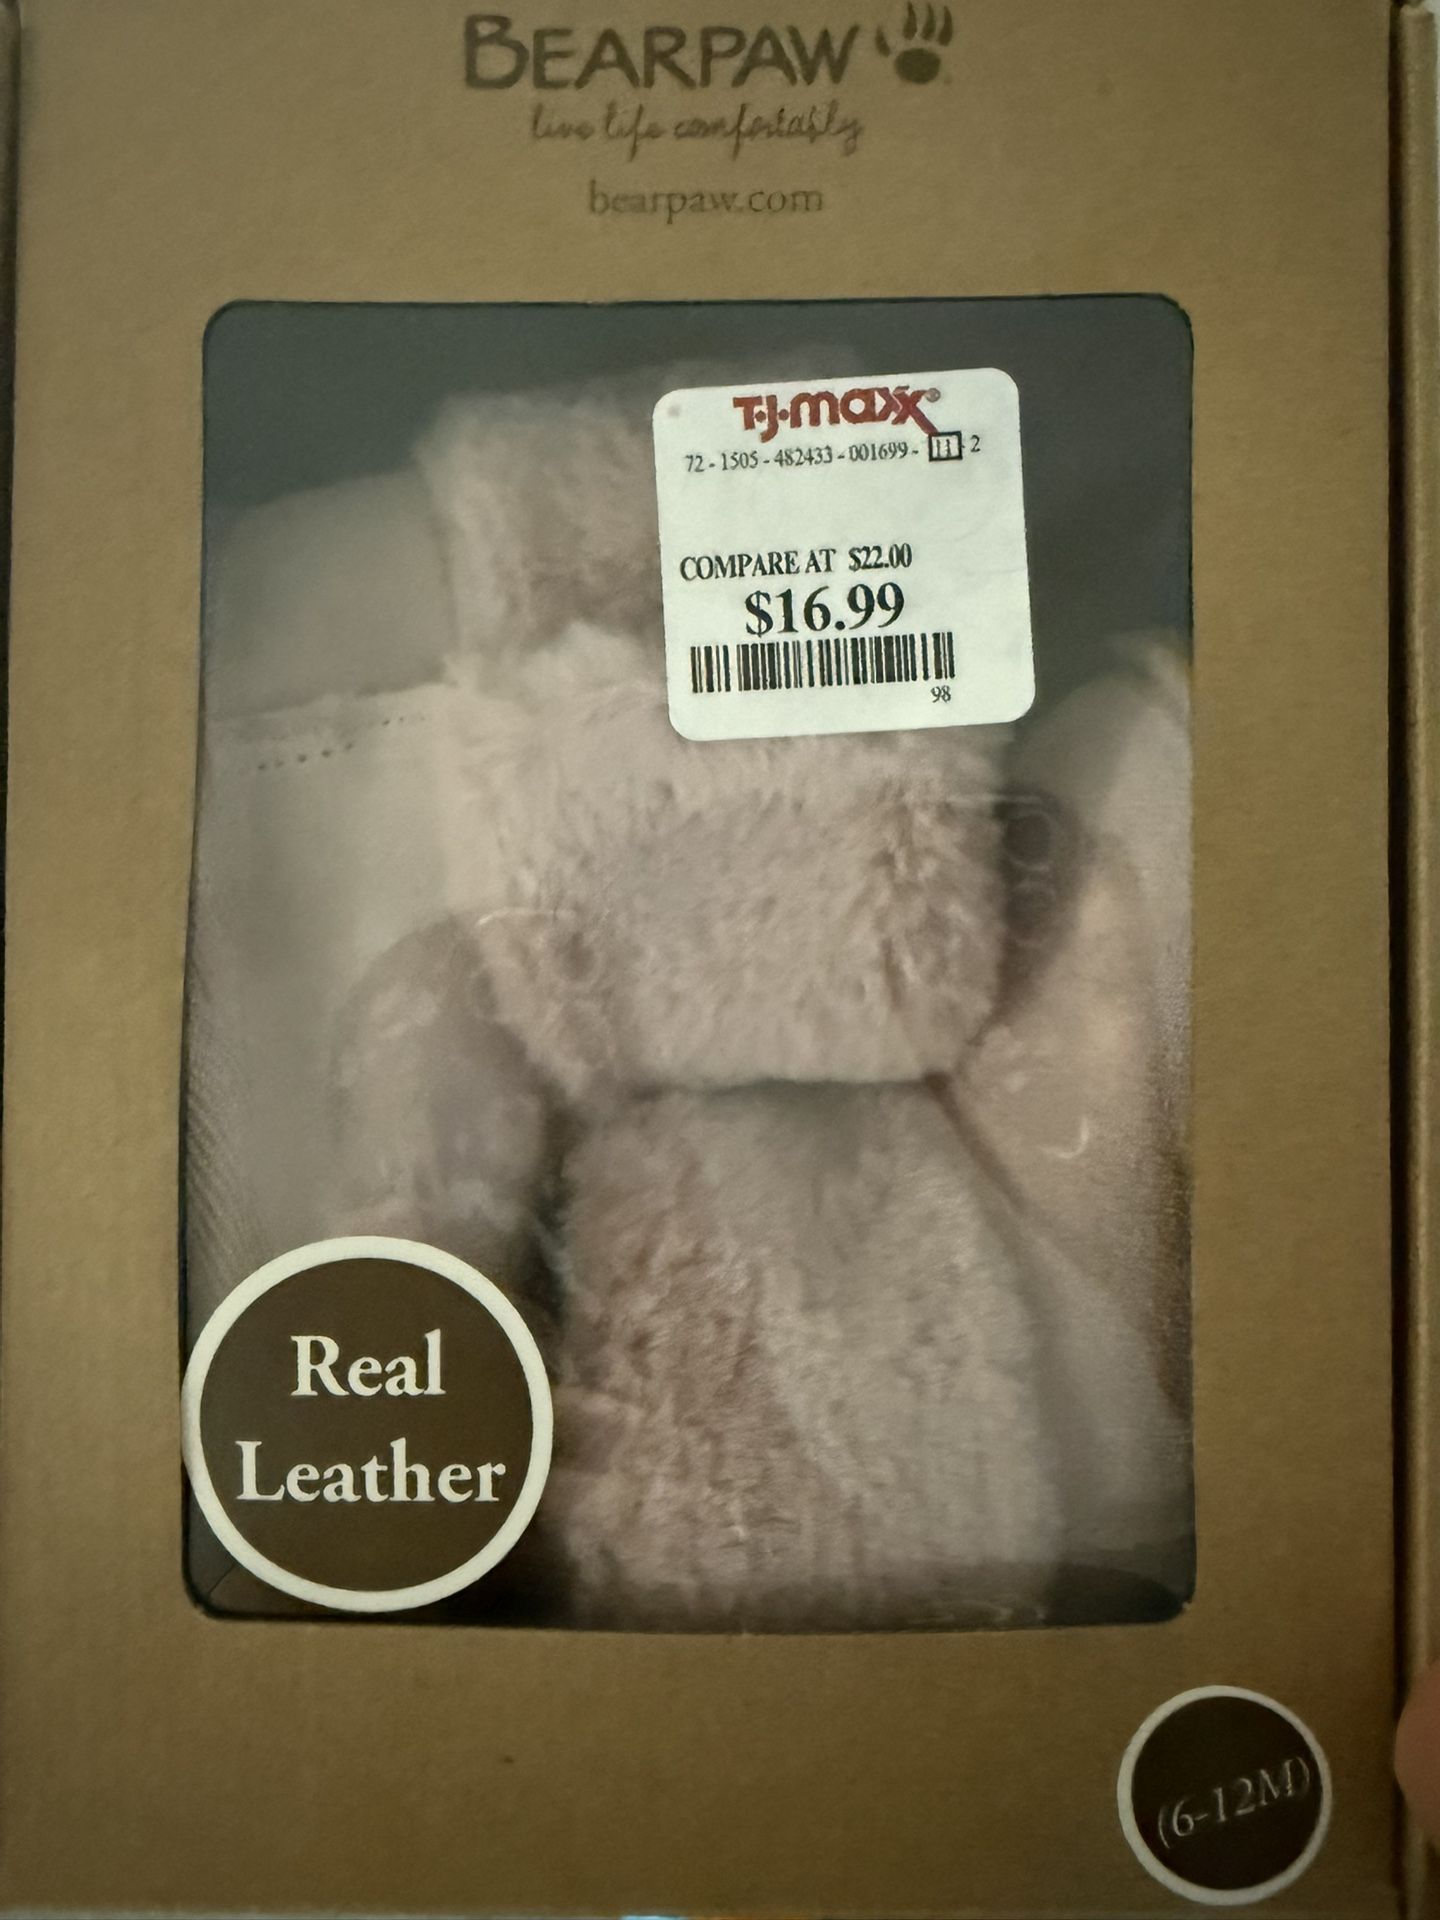 BEARPAW
live life comfortably
bearpaw.com
T·J·maxx®
72 - 1505 - 482433 - 001699 - 11 - 2
COMPARE AT $22.00
$16.99
98
Real
Leather
(6-12M)